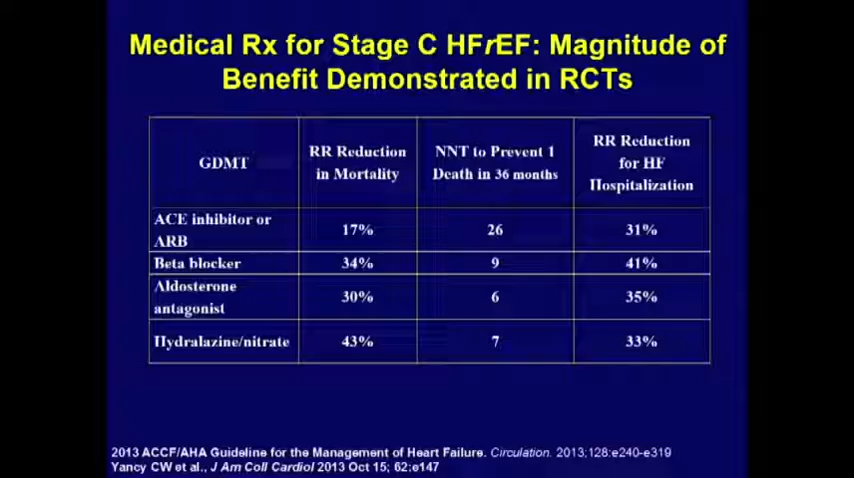 Medical Rx for Stage C HFrEF: Magnitude of
Benefit Demonstrated in RCTs
GDMT
RR Reduction
in Mortality
NNT to Prevent 1
Death in 36 months
RR Reduction
for HF
Hospitalization
ACE inhibitor or
ARB
17%
26
31%
Beta blocker
34%
9
41%
Aldosterone
antagonist
30%
6
35%
Hydralazine/nitrate
43%
7
33%
2013 ACCF/AHA Guideline for the Management of Heart Failure. Circulation. 2013;128:e240-e319
Yancy CW et al., J Am Coll Cardiol 2013 Oct 15; 62:e147